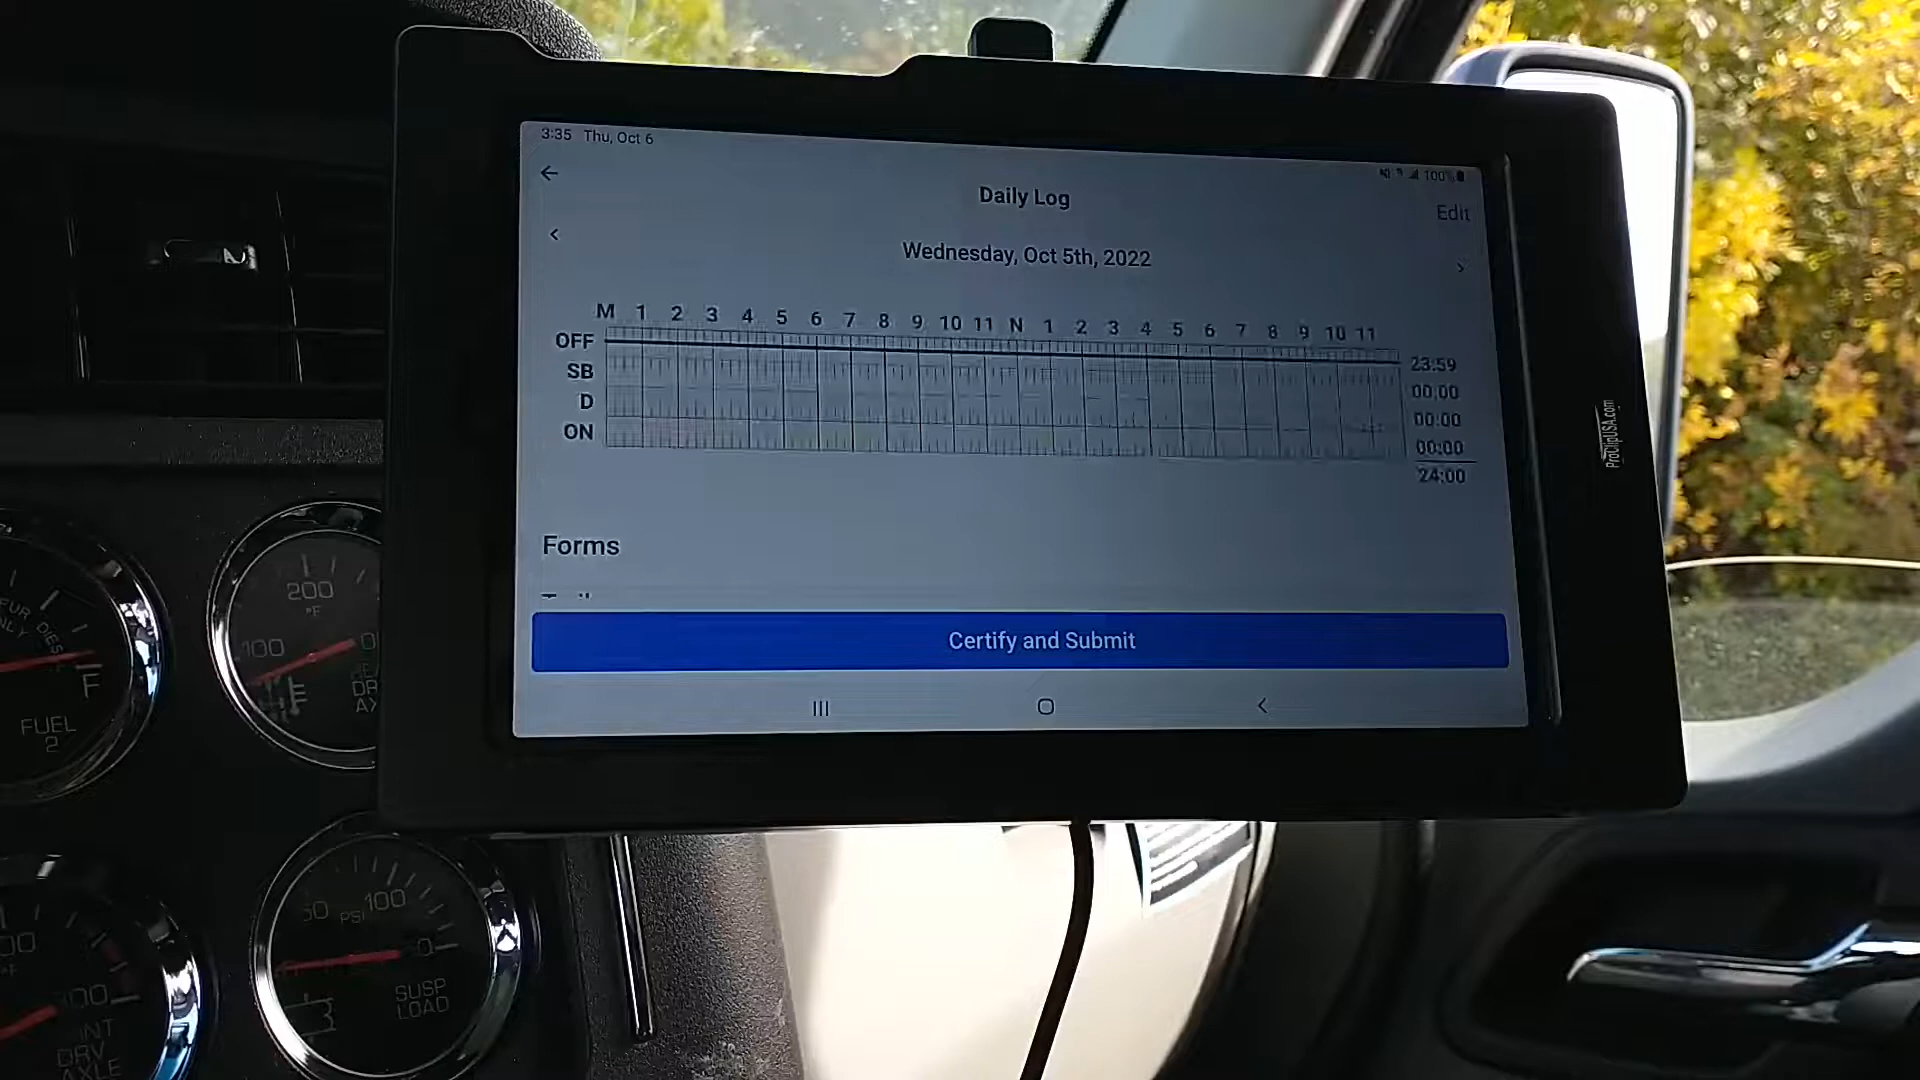 3:35 Thu, Oct 6
100%
Daily Log
Edit
Wednesday, Oct 5th, 2022
M 1 2 3 4 5 6 7 8 9 10 11 N 1 2 3 4 5 6 7 8 9 10 11
OFF 23:59
SB 00:00
D 00:00
ON 00:00
24:00
Forms
Certify and Submit
ProClipUSA.com
F
FUEL
2
200
°F
100
50 PSI 100
0
SUSP
LOAD
DRV
AXLE